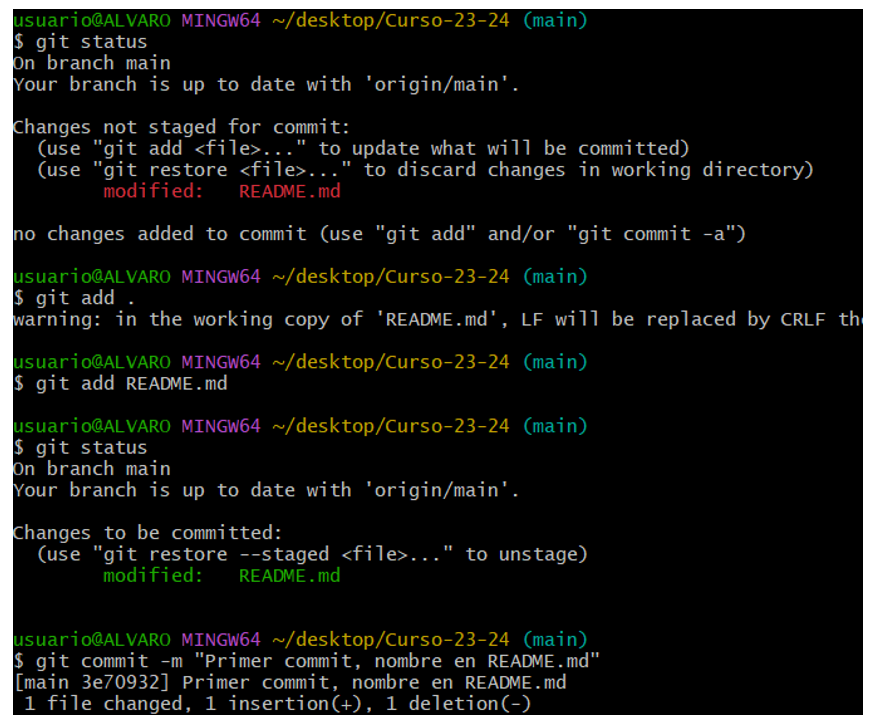 usuario@ALVARO MINGW64 ~/desktop/Curso-23-24 (main)
$ git status
On branch main
Your branch is up to date with 'origin/main'.
Changes not staged for commit:
(use "git add <file>..." to update what will be committed)
(use "git restore <file>..." to discard changes in working directory)
modified: README.md
no changes added to commit (use "git add" and/or "git commit -a")
usuario@ALVARO MINGW64 ~/desktop/Curso-23-24 (main)
$ git add .
warning: in the working copy of 'README.md', LF will be replaced by CRLF the
usuario@ALVARO MINGW64 ~/desktop/Curso-23-24 (main)
$ git add README.md
usuario@ALVARO MINGW64 ~/desktop/Curso-23-24 (main)
$ git status
On branch main
Your branch is up to date with 'origin/main'.
Changes to be committed:
(use "git restore --staged <file>..." to unstage)
modified: README.md
usuario@ALVARO MINGW64 ~/desktop/Curso-23-24 (main)
$ git commit -m "Primer commit, nombre en README.md"
[main 3e70932] Primer commit, nombre en README.md
1 file changed, 1 insertion(+), 1 deletion(-)